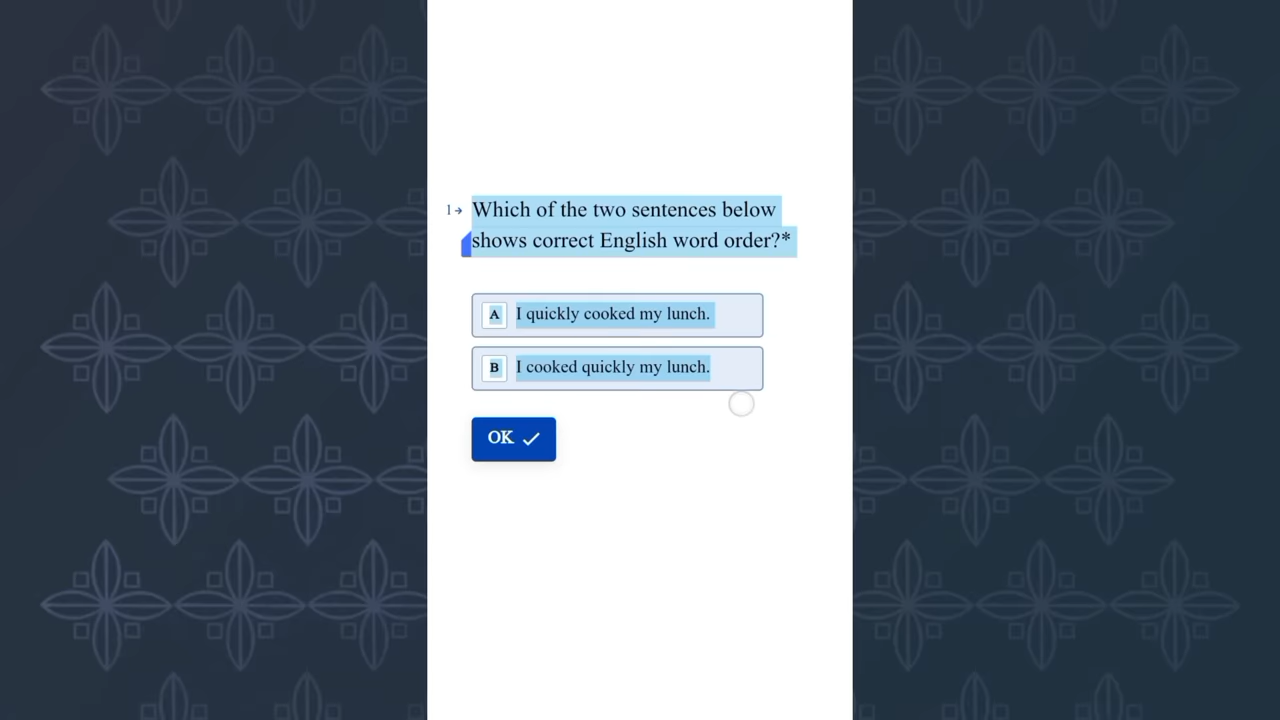 1→ Which of the two sentences below
shows correct English word order?*
A I quickly cooked my lunch.
B I cooked quickly my lunch.
OK ✓